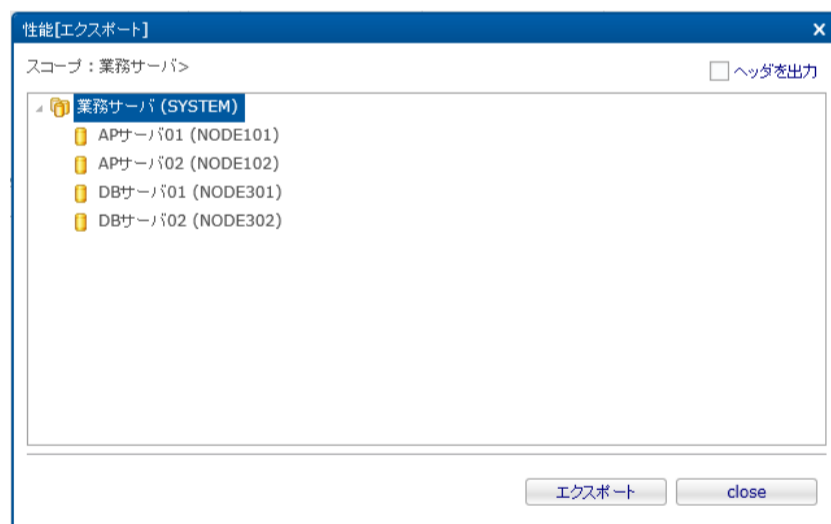 性能[エクスポート]
スコープ：業務サーバ>
ヘッダを出力
業務サーバ (SYSTEM)
APサーバ01 (NODE101)
APサーバ02 (NODE102)
DBサーバ01 (NODE301)
DBサーバ02 (NODE302)
エクスポート
close